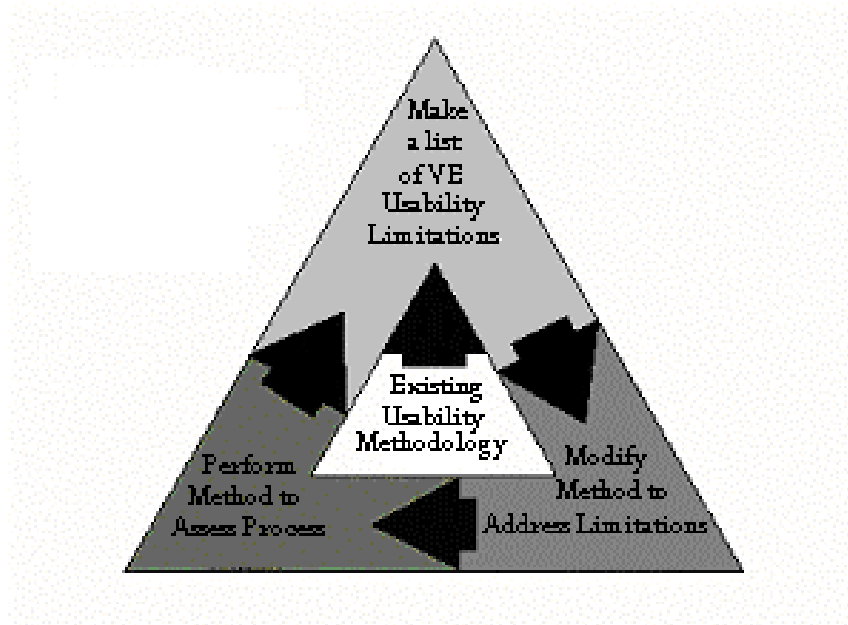 Make
a list
of VE
Usability
Limitations
Existing
Usability
Methodology
Perform
Method to
Assess Process
Modify
Method to
Address Limitations